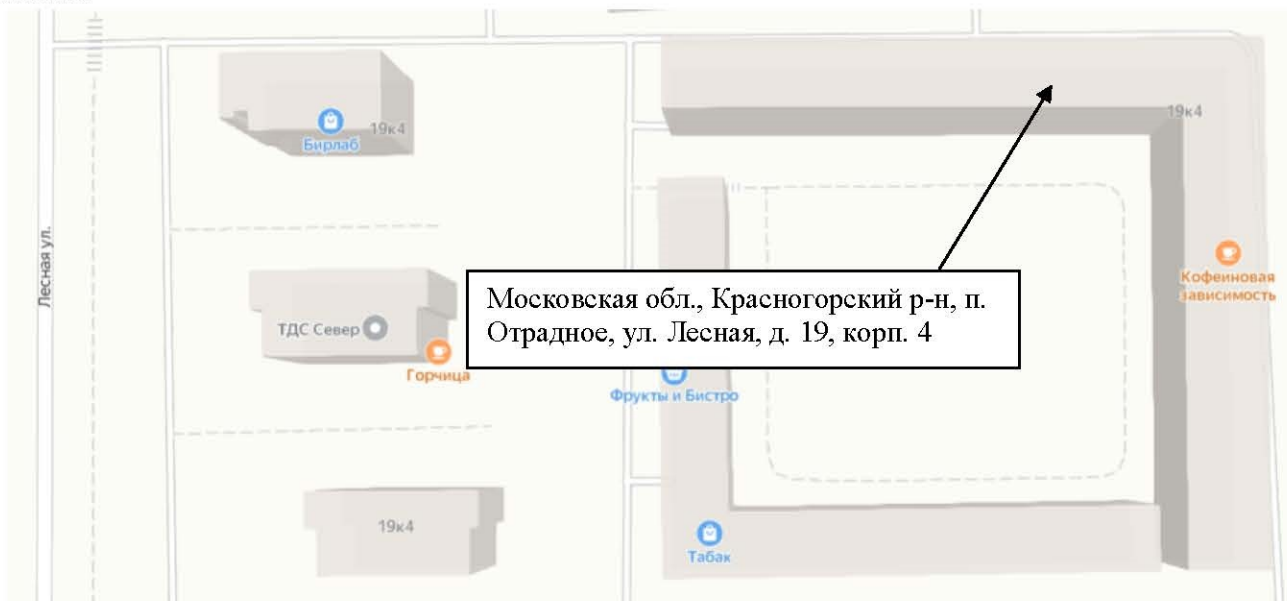 19к4
Бирлаб
19к4
Лесная ул.
Московская обл., Красногорский р-н, п.
Отрадное, ул. Лесная, д. 19, корп. 4
Кофеиновая
зависимость
ТДС Север
Горчица
Фрукты и Бистро
19к4
Табак